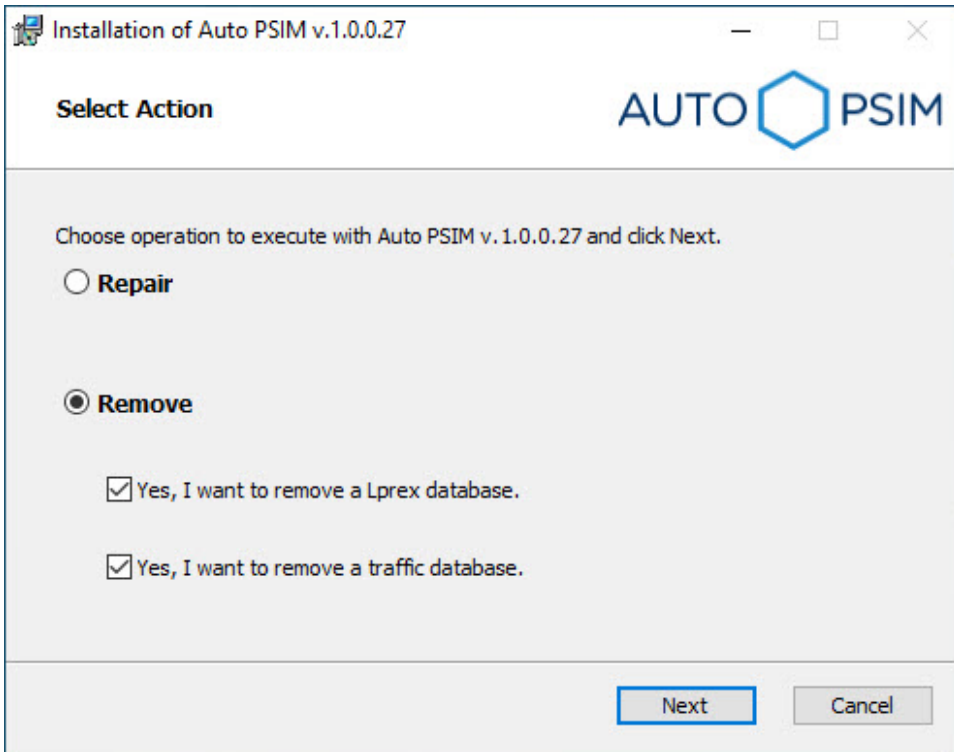 Installation of Auto PSIM v.1.0.0.27
Select Action
AUTO PSIM
Choose operation to execute with Auto PSIM v.1.0.0.27 and click Next.
Repair
Remove
Yes, I want to remove a Lprex database.
Yes, I want to remove a traffic database.
Next
Cancel